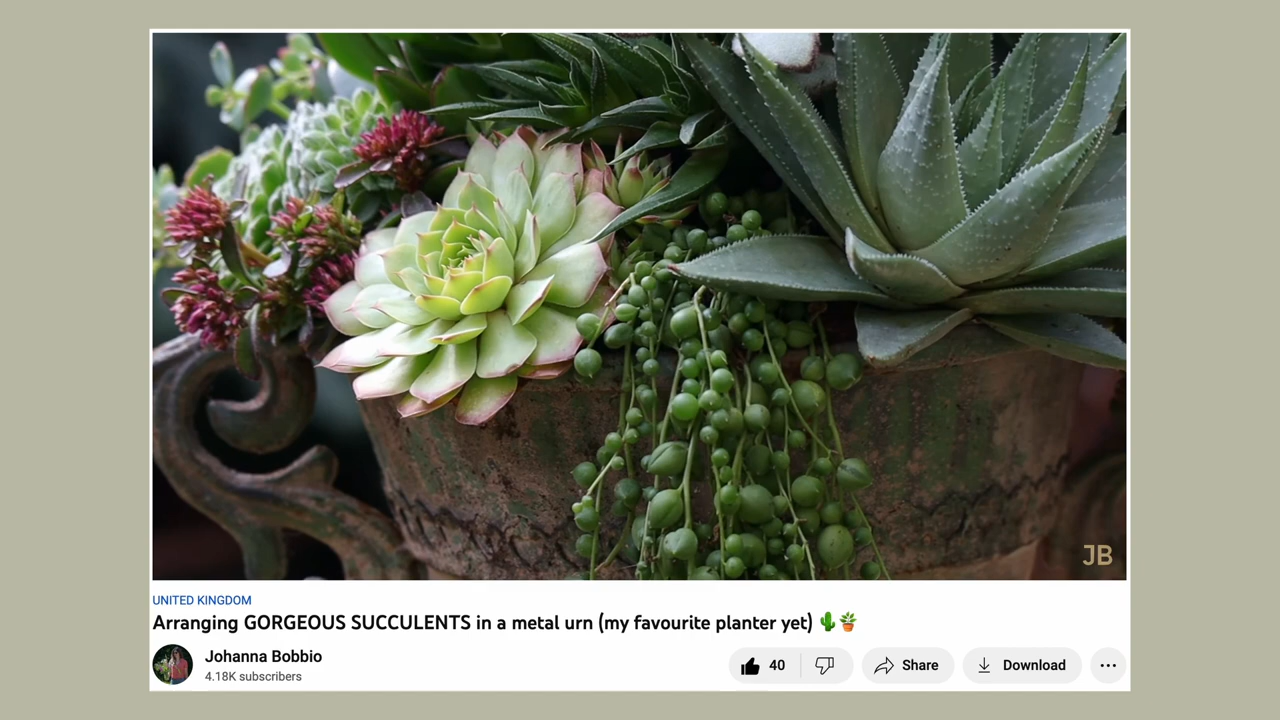 JB
UNITED KINGDOM
Arranging GORGEOUS SUCCULENTS in a metal urn (my favourite planter yet) 🌵🪴
Johanna Bobbio
4.18K subscribers
40
Share
Download